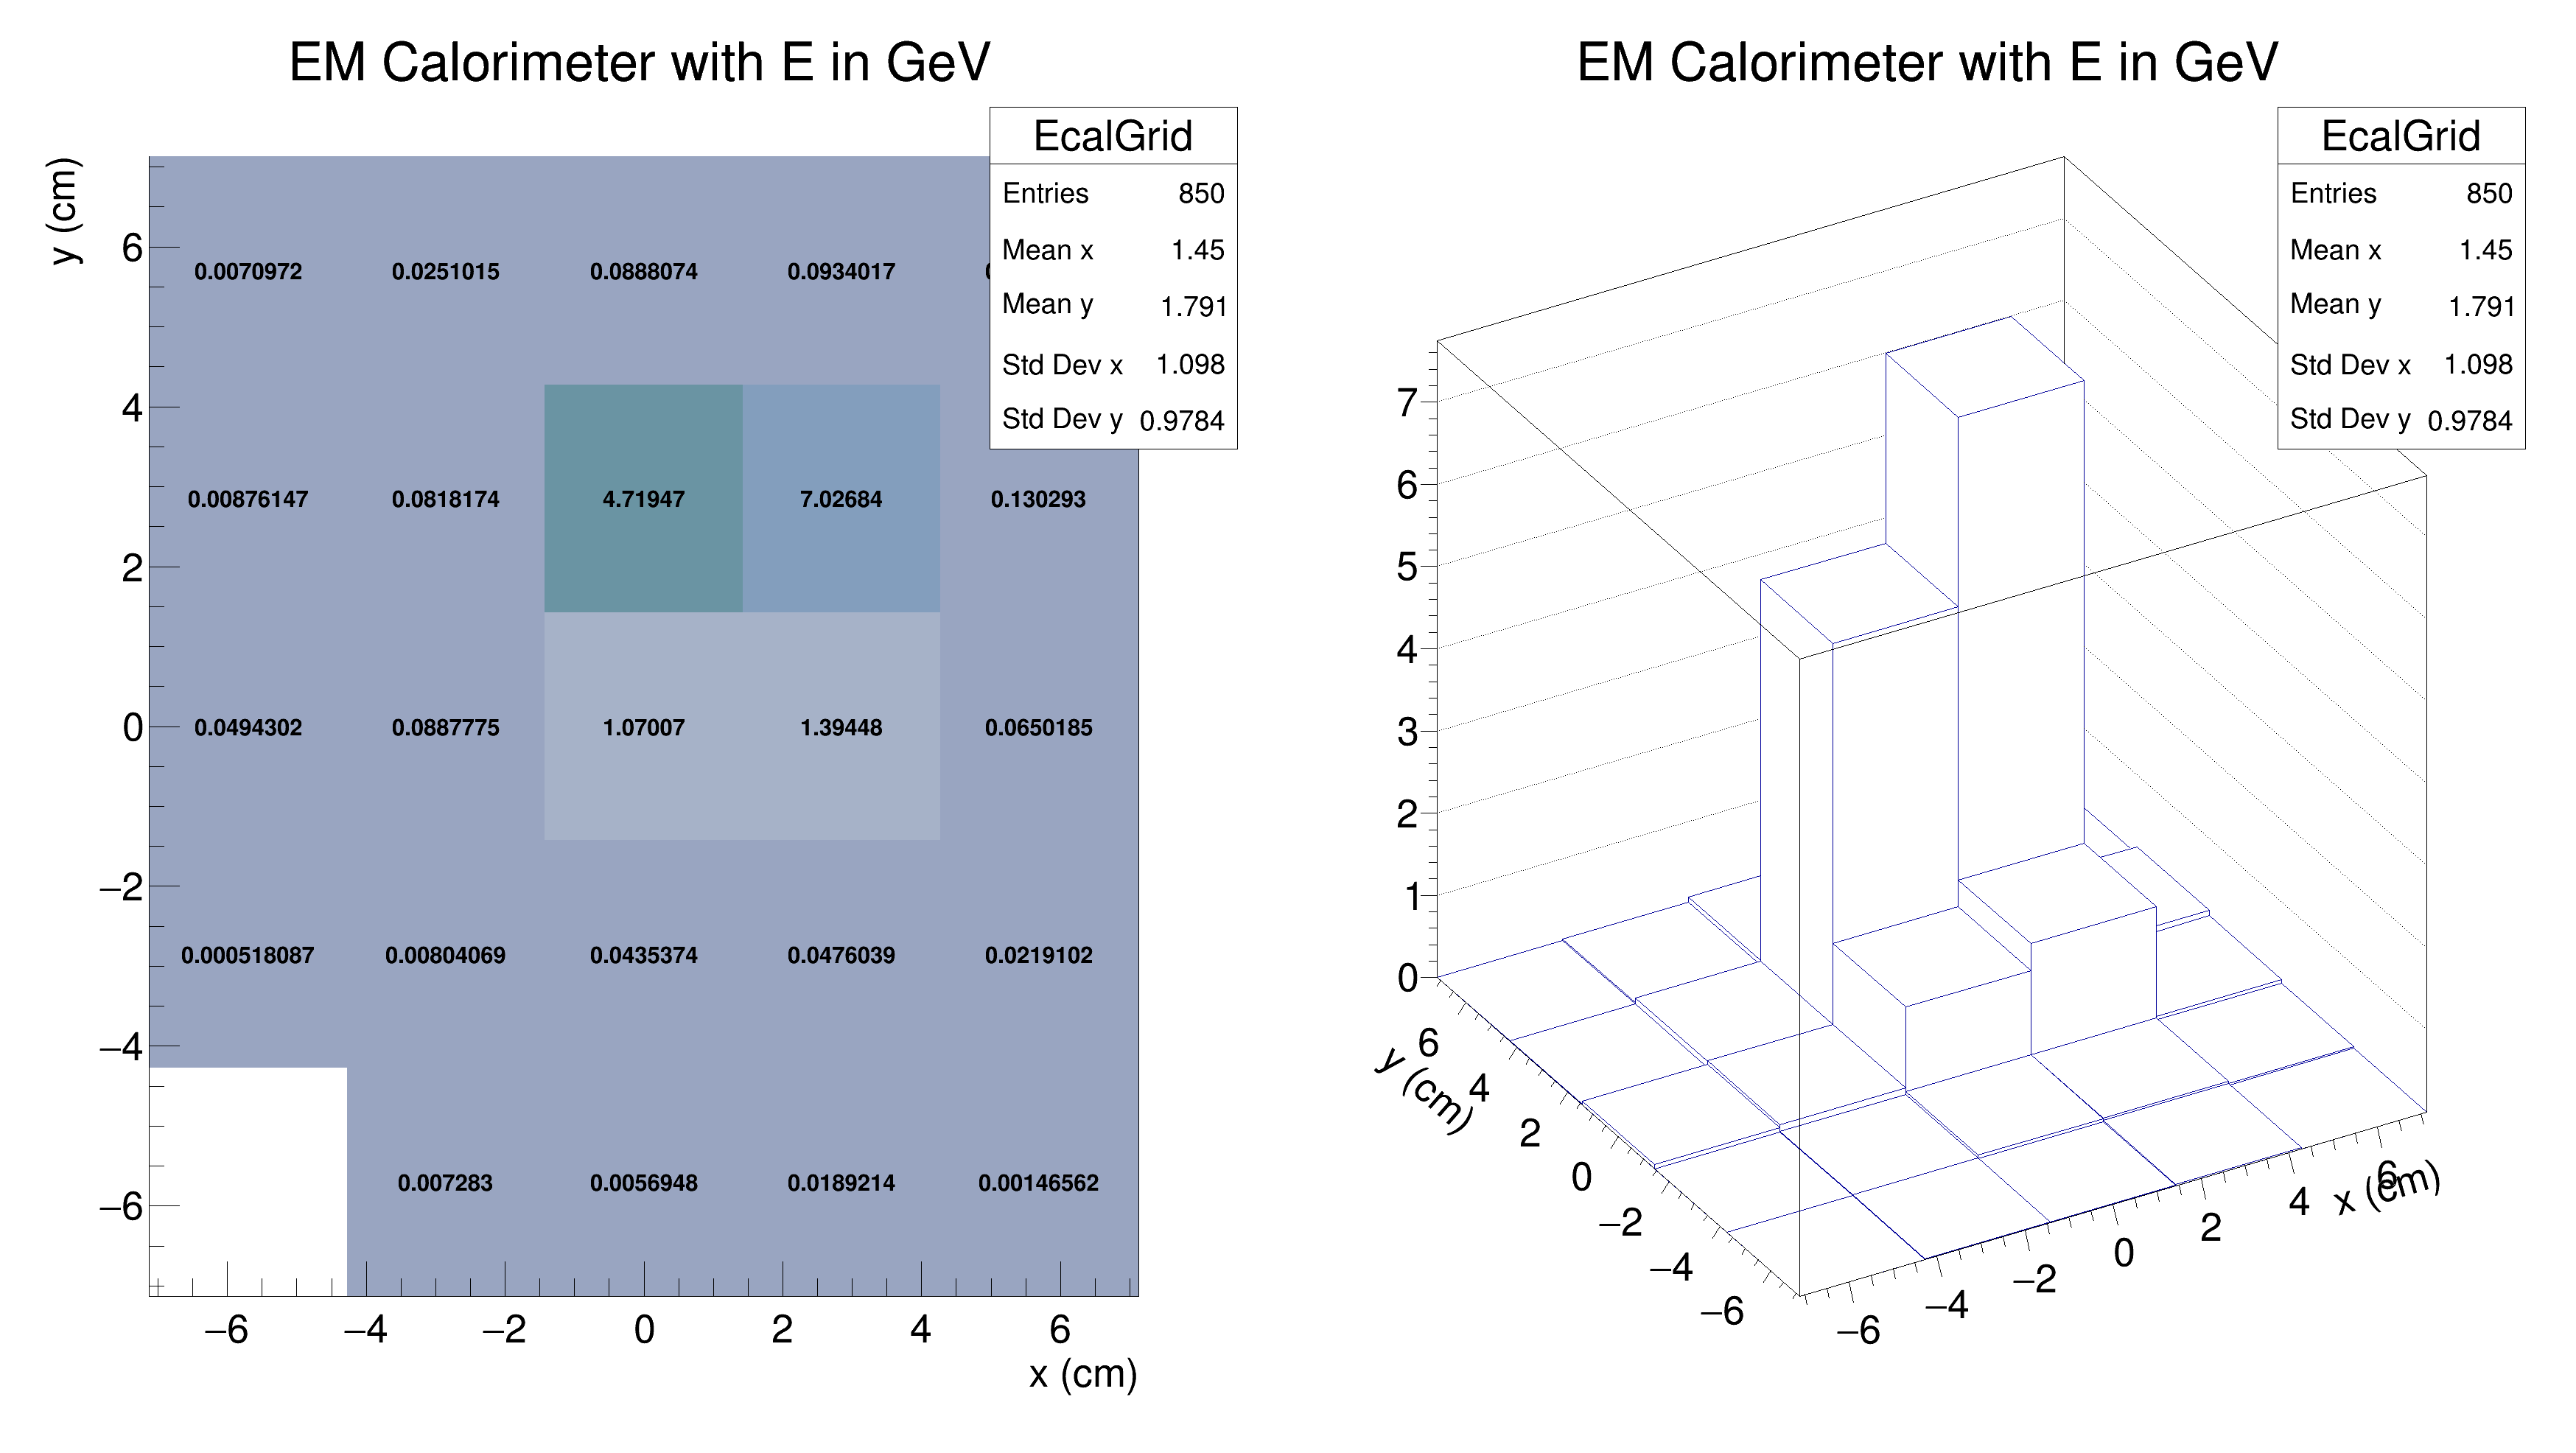 EM Calorimeter with E in GeV
EcalGrid
Entries 850
Mean x 1.45
Mean y 1.791
Std Dev x 1.098
Std Dev y 0.9784
y (cm)
6
4
2
0
−2
−4
−6
0.0070972 0.0251015 0.0888074 0.0934017
0.00876147 0.0818174 4.71947 7.02684 0.130293
0.0494302 0.0887775 1.07007 1.39448 0.0650185
0.000518087 0.00804069 0.0435374 0.0476039 0.0219102
0.007283 0.0056948 0.0189214 0.00146562
−6 −4 −2 0 2 4 6
x (cm)
EM Calorimeter with E in GeV
EcalGrid
Entries 850
Mean x 1.45
Mean y 1.791
Std Dev x 1.098
Std Dev y 0.9784
7
6
5
4
3
2
1
0
y (cm)
6
4
2
0
−2
−4
−6
−6
−4
−2
0
2
4
6
x (cm)